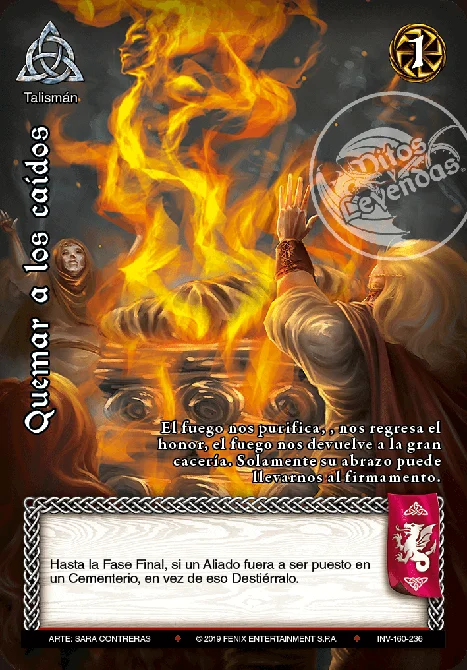 1
Talismán
Mitos y
Leyendas
Quemar a los caídos
El fuego nos purifica, , nos regresa el
honor, el fuego nos devuelve a la gran
cacería. Solamente su abrazo puede
llevarnos al firmamento.
Hasta la Fase Final, si un Aliado fuera a ser puesto en
un Cementerio, en vez de eso Destiérralo.
ARTE: SARA CONTRERAS ♦ © 2019 FENIX ENTERTAINMENT S.P.A. ♦ INV-160-236